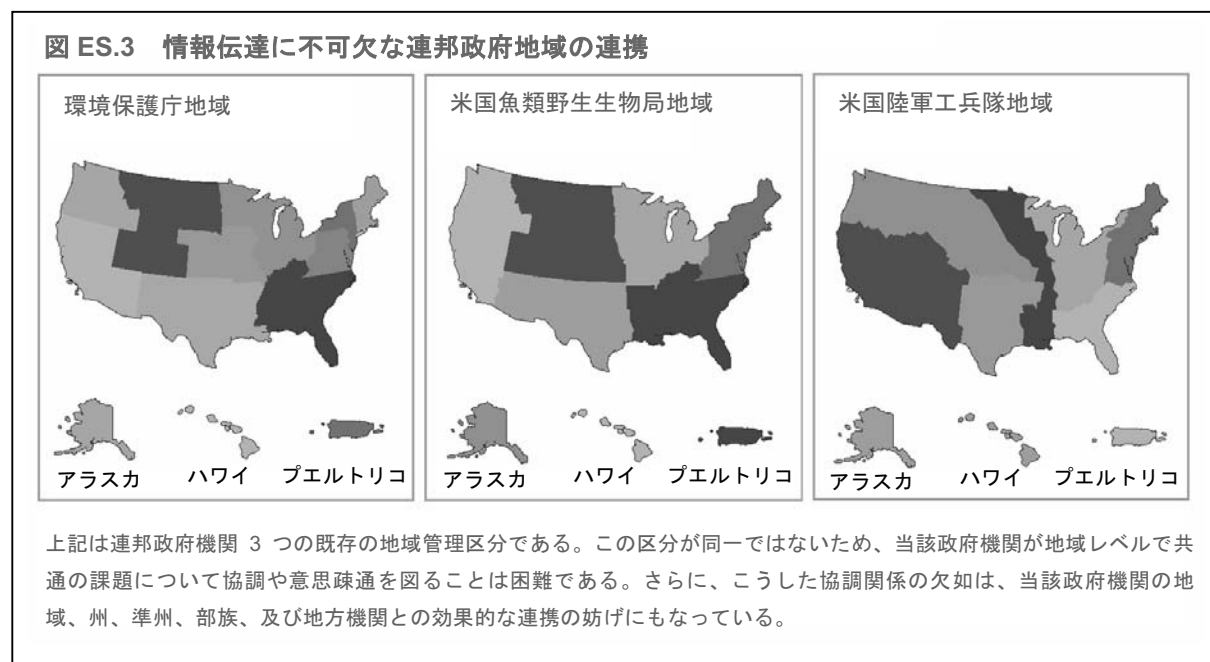 図 ES.3 情報伝達に不可欠な連邦政府地域の連携
環境保護庁地域
アラスカ
ハワイ
プエルトリコ
米国魚類野生生物局地域
アラスカ
ハワイ
プエルトリコ
米国陸軍工兵隊地域
アラスカ
ハワイ
プエルトリコ
上記は連邦政府機関 3 つの既存の地域管理区分である。この区分が同一ではないため、当該政府機関が地域レベルで共
通の課題について協調や意思疎通を図ることは困難である。さらに、こうした協調関係の欠如は、当該政府機関の地
域、州、準州、部族、及び地方機関との効果的な連携の妨げにもなっている。